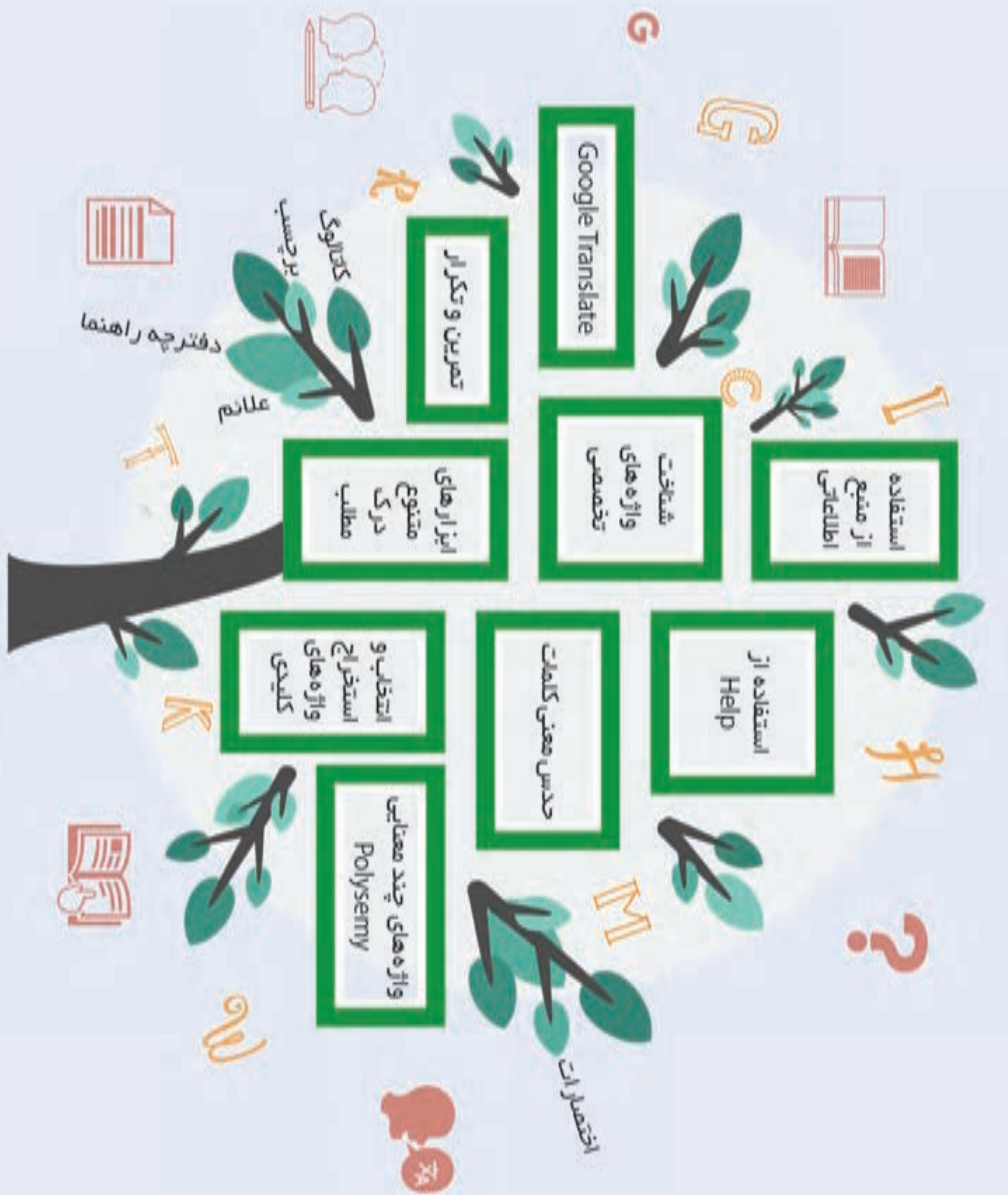 I
?
H
استفاده
از منبع
اطلاعاتی
G
C
استفاده از
Help
G
M
شناخت
واژه‌های
تخصصی
Google Translate
اختصارات
حدس معنی کلمات
تمرین و تکرار
R
ابزارهای
متنوع
درک
مطلب
واژه‌های چند معنایی
Polysemy
انتخاب و
استخراج
واژه‌های
کلیدی
کاتالوگ
برچسب
دفترچه راهنما
علائم
W
K
T